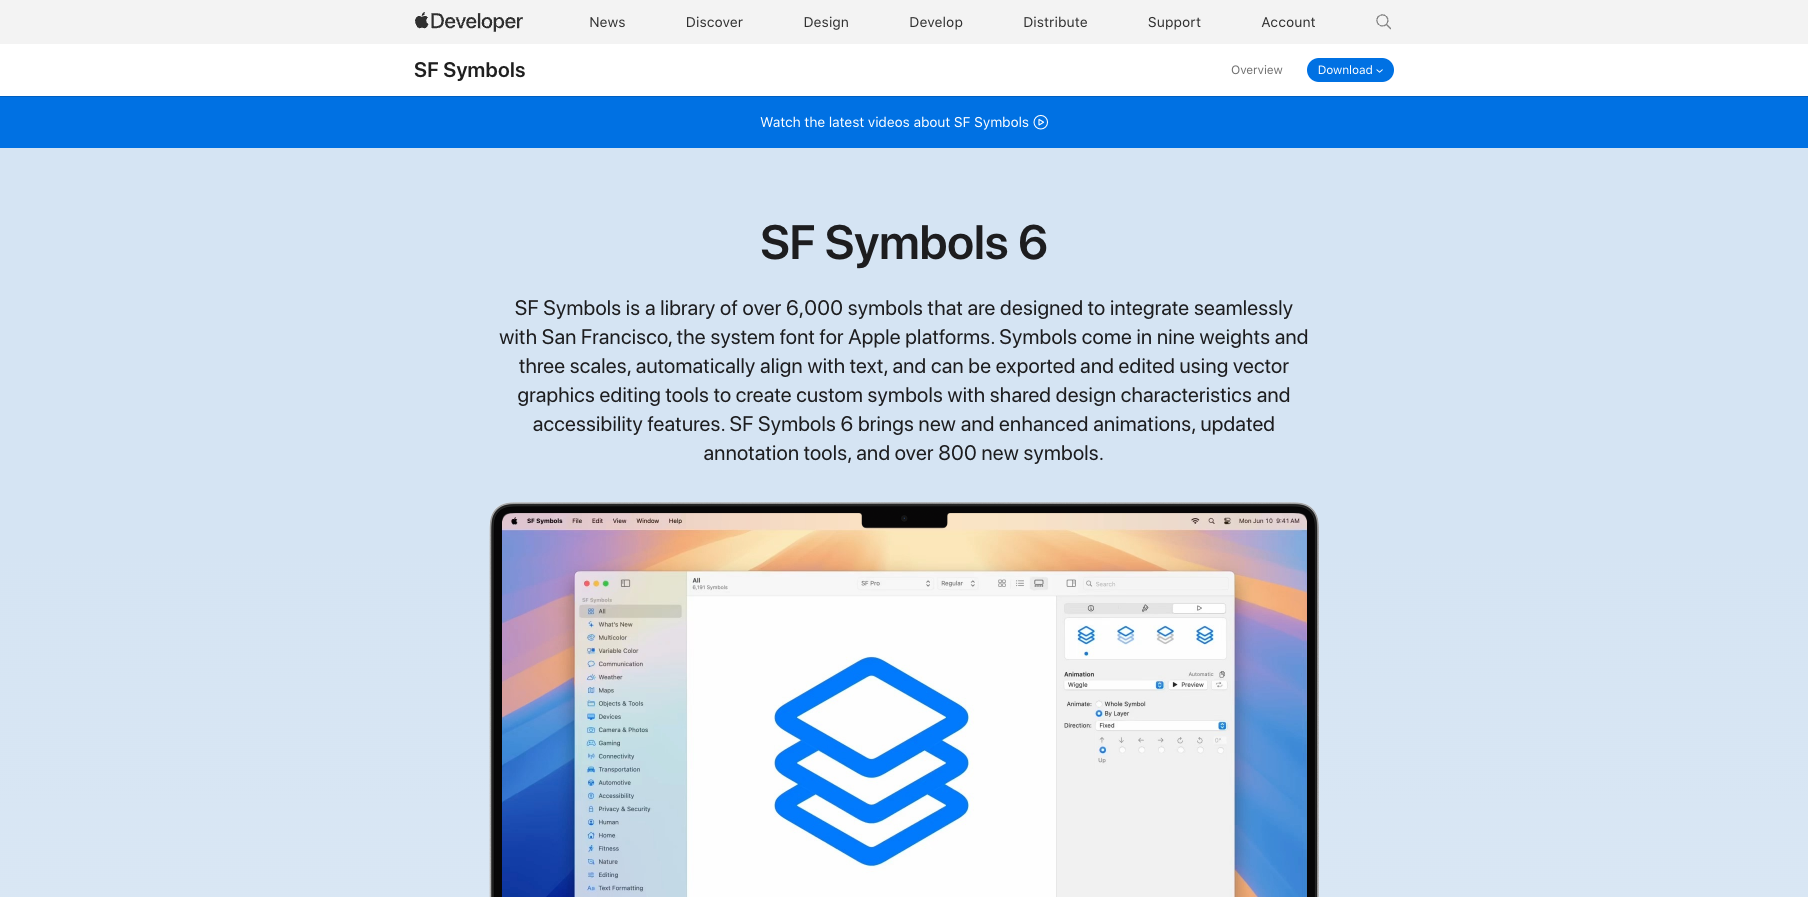 Developer
News
Discover
Design
Develop
Distribute
Support
Account
SF Symbols
Overview
Download
Watch the latest videos about SF Symbols
SF Symbols 6
SF Symbols is a library of over 6,000 symbols that are designed to integrate seamlessly
with San Francisco, the system font for Apple platforms. Symbols come in nine weights and
three scales, automatically align with text, and can be exported and edited using vector
graphics editing tools to create custom symbols with shared design characteristics and
accessibility features. SF Symbols 6 brings new and enhanced animations, updated
annotation tools, and over 800 new symbols.
SF Symbols File Edit View Window Help
Mon Jun 10 9:41 AM
All
6,191 Symbols
SF Pro
Regular
Search
SF Symbols
All
What's New
Multicolor
Variable Color
Communication
Weather
Maps
Objects & Tools
Devices
Camera & Photos
Gaming
Connectivity
Transportation
Automotive
Accessibility
Privacy & Security
Human
Home
Fitness
Nature
Editing
Text Formatting
Animation
Automatic
Wiggle
Preview
Animate: Whole Symbol
By Layer
Direction: Fixed
0°
Up